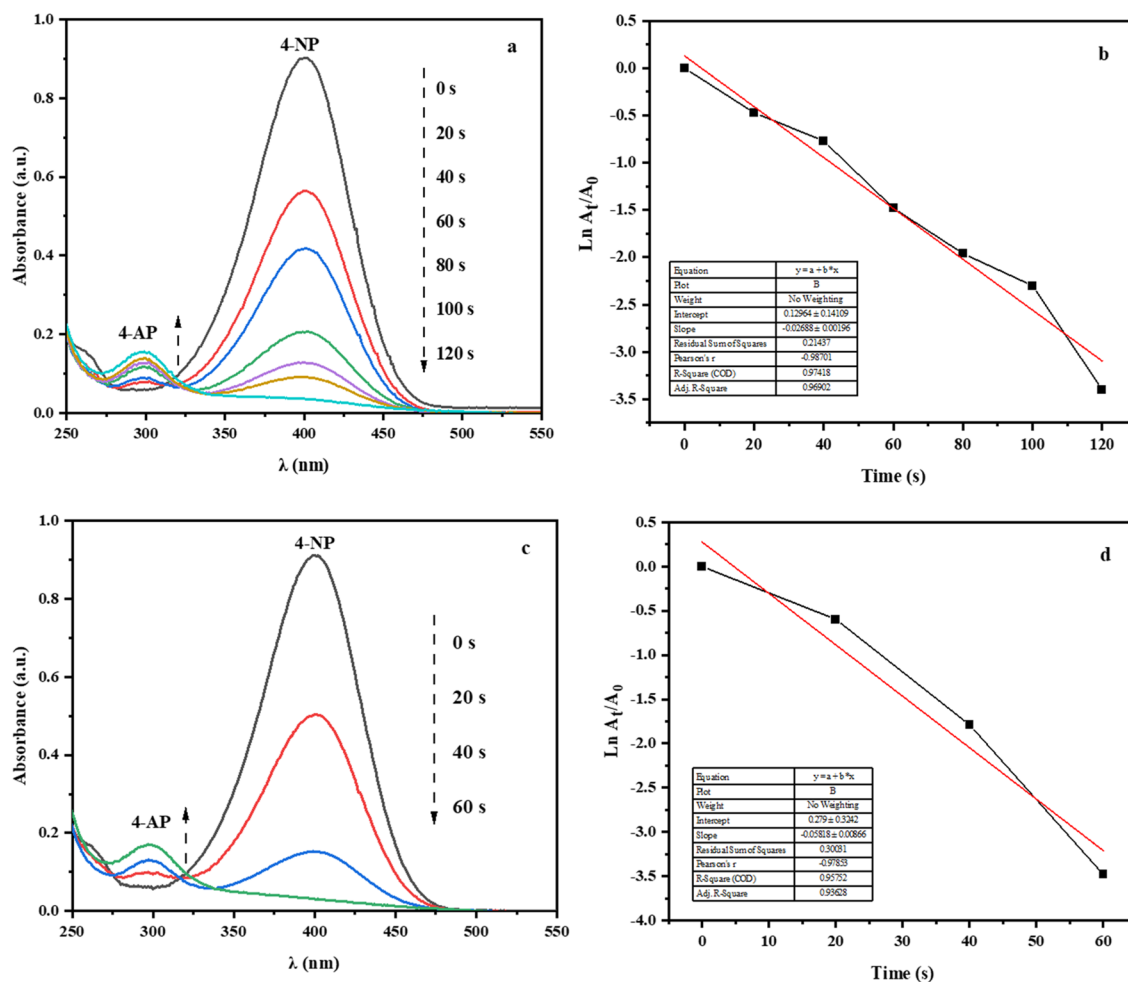 a
4-NP
4-AP
0 s
20 s
40 s
60 s
80 s
100 s
120 s
1.0
0.8
0.6
0.4
0.2
0.0
Absorbance (a.u.)
250 300 350 400 450 500 550
λ (nm)
b
0.5
0.0
-0.5
-1.0
-1.5
-2.0
-2.5
-3.0
-3.5
Ln At/A0
Equation y = a + b*x
Plot B
Weight No Weighting
Intercept 0.12964 ± 0.14109
Slope -0.02688 ± 0.00196
Residual Sum of Squares 0.21437
Pearson's r -0.98701
R-Square (COD) 0.97418
Adj. R-Square 0.96902
0 20 40 60 80 100 120
Time (s)
c
4-NP
4-AP
0 s
20 s
40 s
60 s
1.0
0.8
0.6
0.4
0.2
0.0
Absorbance (a.u.)
250 300 350 400 450 500 550
λ (nm)
d
0.5
0.0
-0.5
-1.0
-1.5
-2.0
-2.5
-3.0
-3.5
-4.0
Ln At/A0
Equation y = a + b*x
Plot B
Weight No Weighting
Intercept 0.279 ± 0.3242
Slope -0.05818 ± 0.00866
Residual Sum of Squares 0.30031
Pearson's r -0.97853
R-Square (COD) 0.95752
Adj. R-Square 0.93628
0 10 20 30 40 50 60
Time (s)